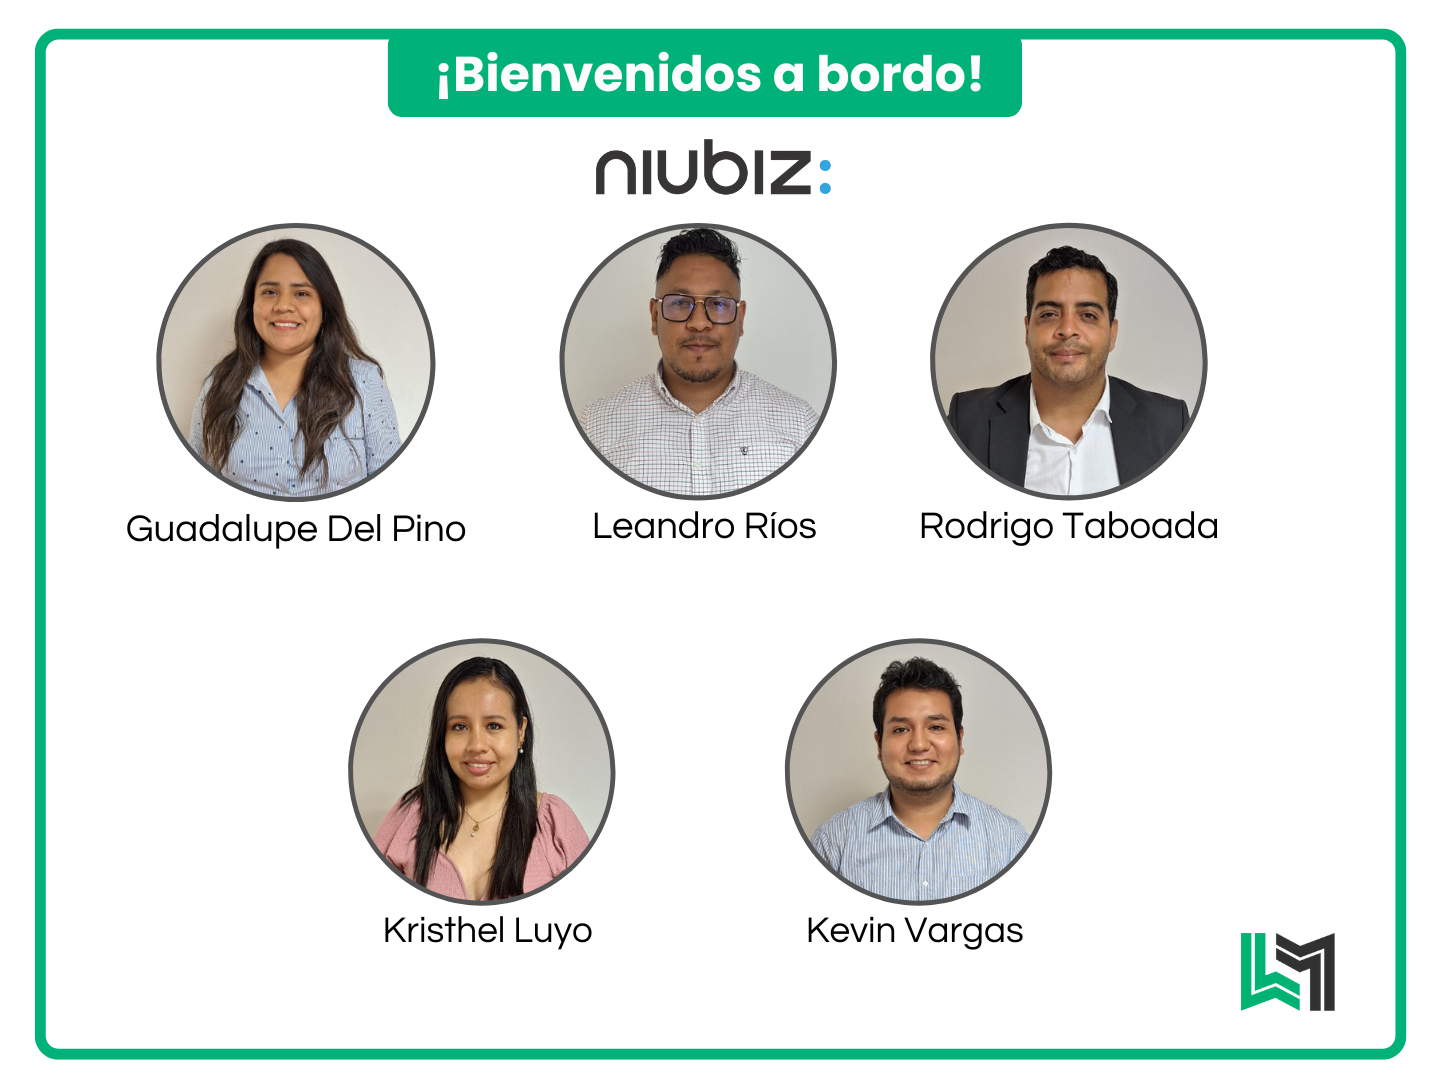 ¡Bienvenidos a bordo!
niubiz:
Guadalupe Del Pino
Leandro Ríos
Rodrigo Taboada
Kristhel Luyo
Kevin Vargas